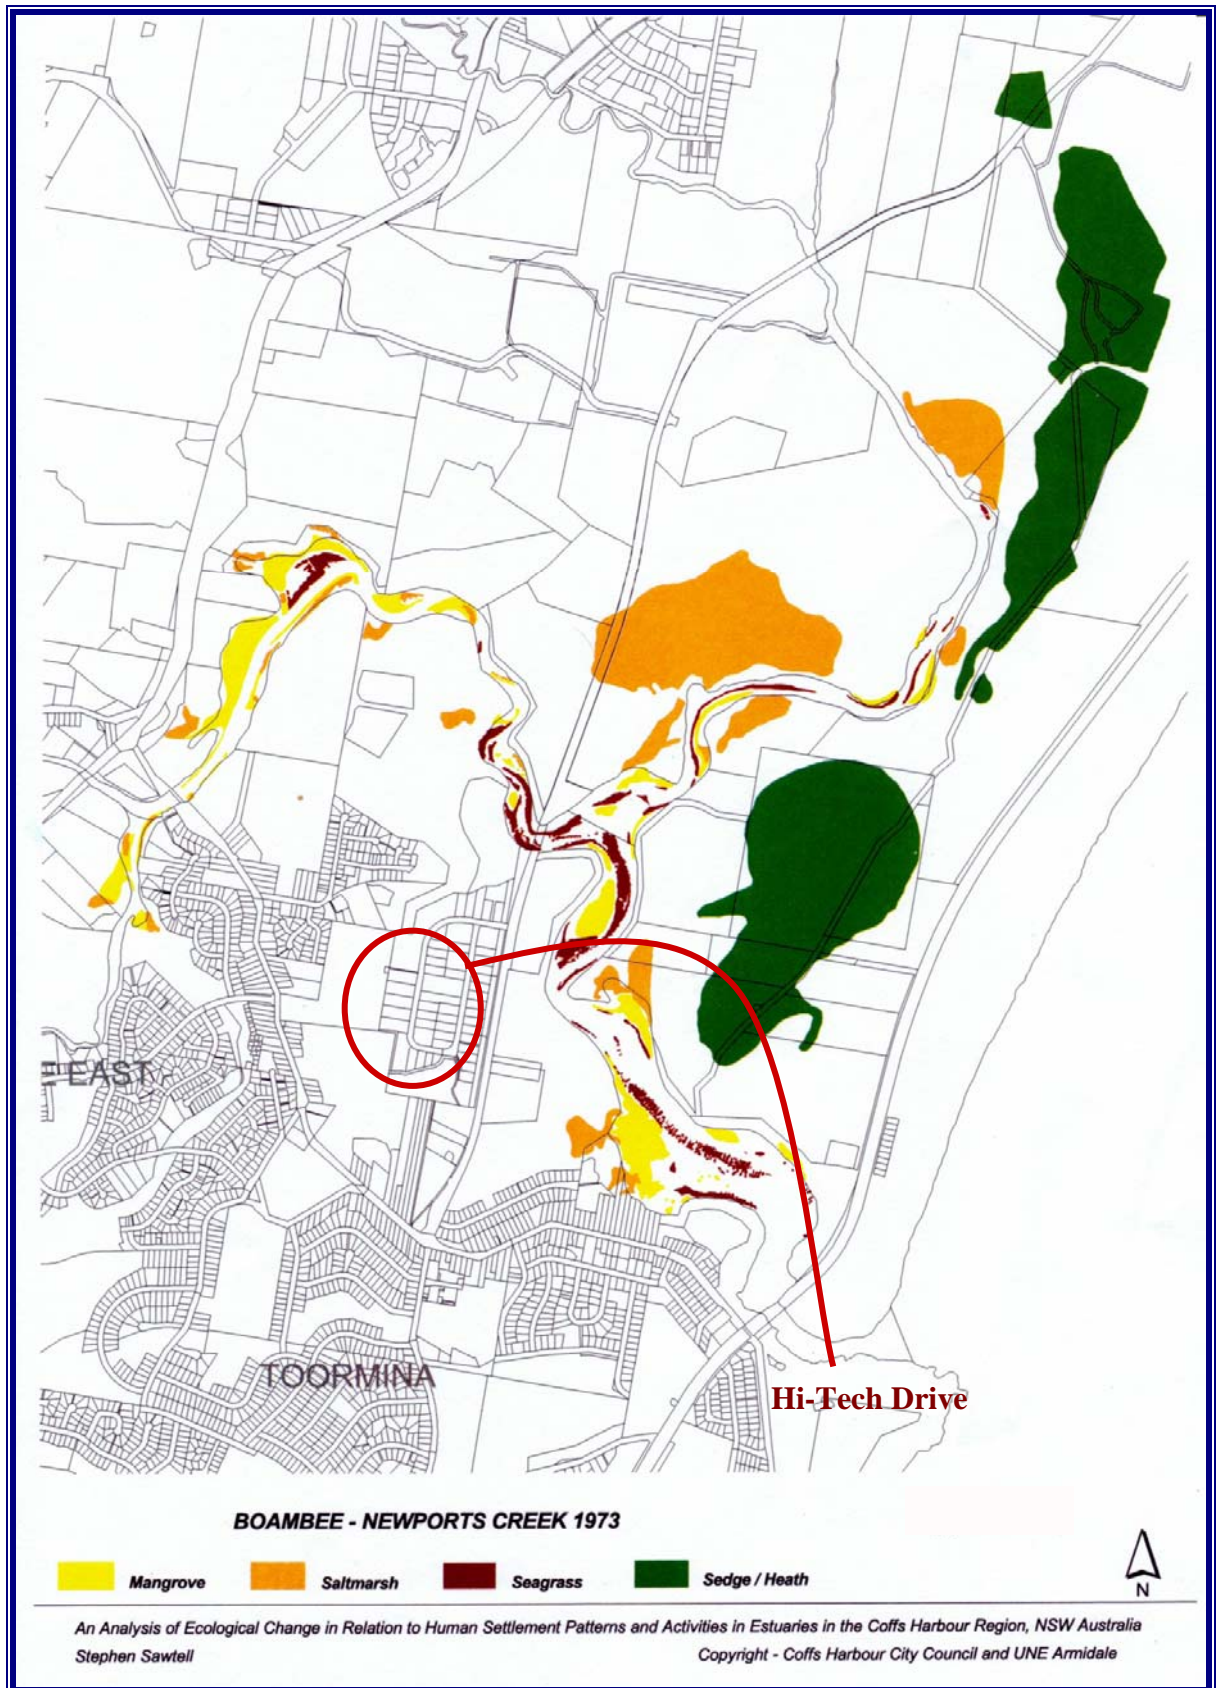 EAST
TOORMINA
Hi-Tech Drive
BOAMBEE - NEWPORTS CREEK 1973
Mangrove
Saltmarsh
Seagrass
Sedge / Heath
N
An Analysis of Ecological Change in Relation to Human Settlement Patterns and Activities in Estuaries in the Coffs Harbour Region, NSW Australia
Stephen Sawtell
Copyright - Coffs Harbour City Council and UNE Armidale